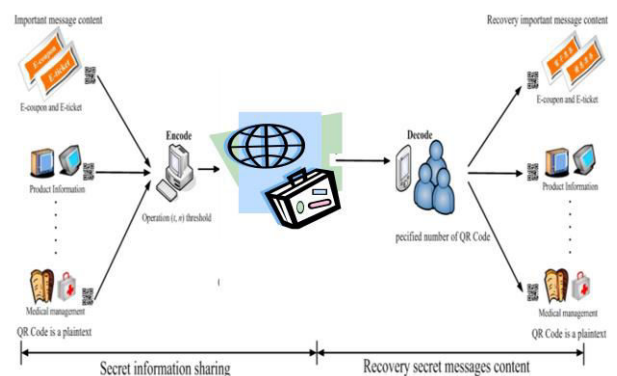 Important message content
E-coupon
E-ticket
E-coupon and E-ticket
Product Information
Medical management
QR Code is a plaintext
Encode
Operation (t, n) threshold
(
Decode
pecified number of QR Code
Recovery important message content
E-coupon and E-ticket
Product Information
Medical management
QR Code is a plaintext
Secret information sharing
Recovery secret messages content